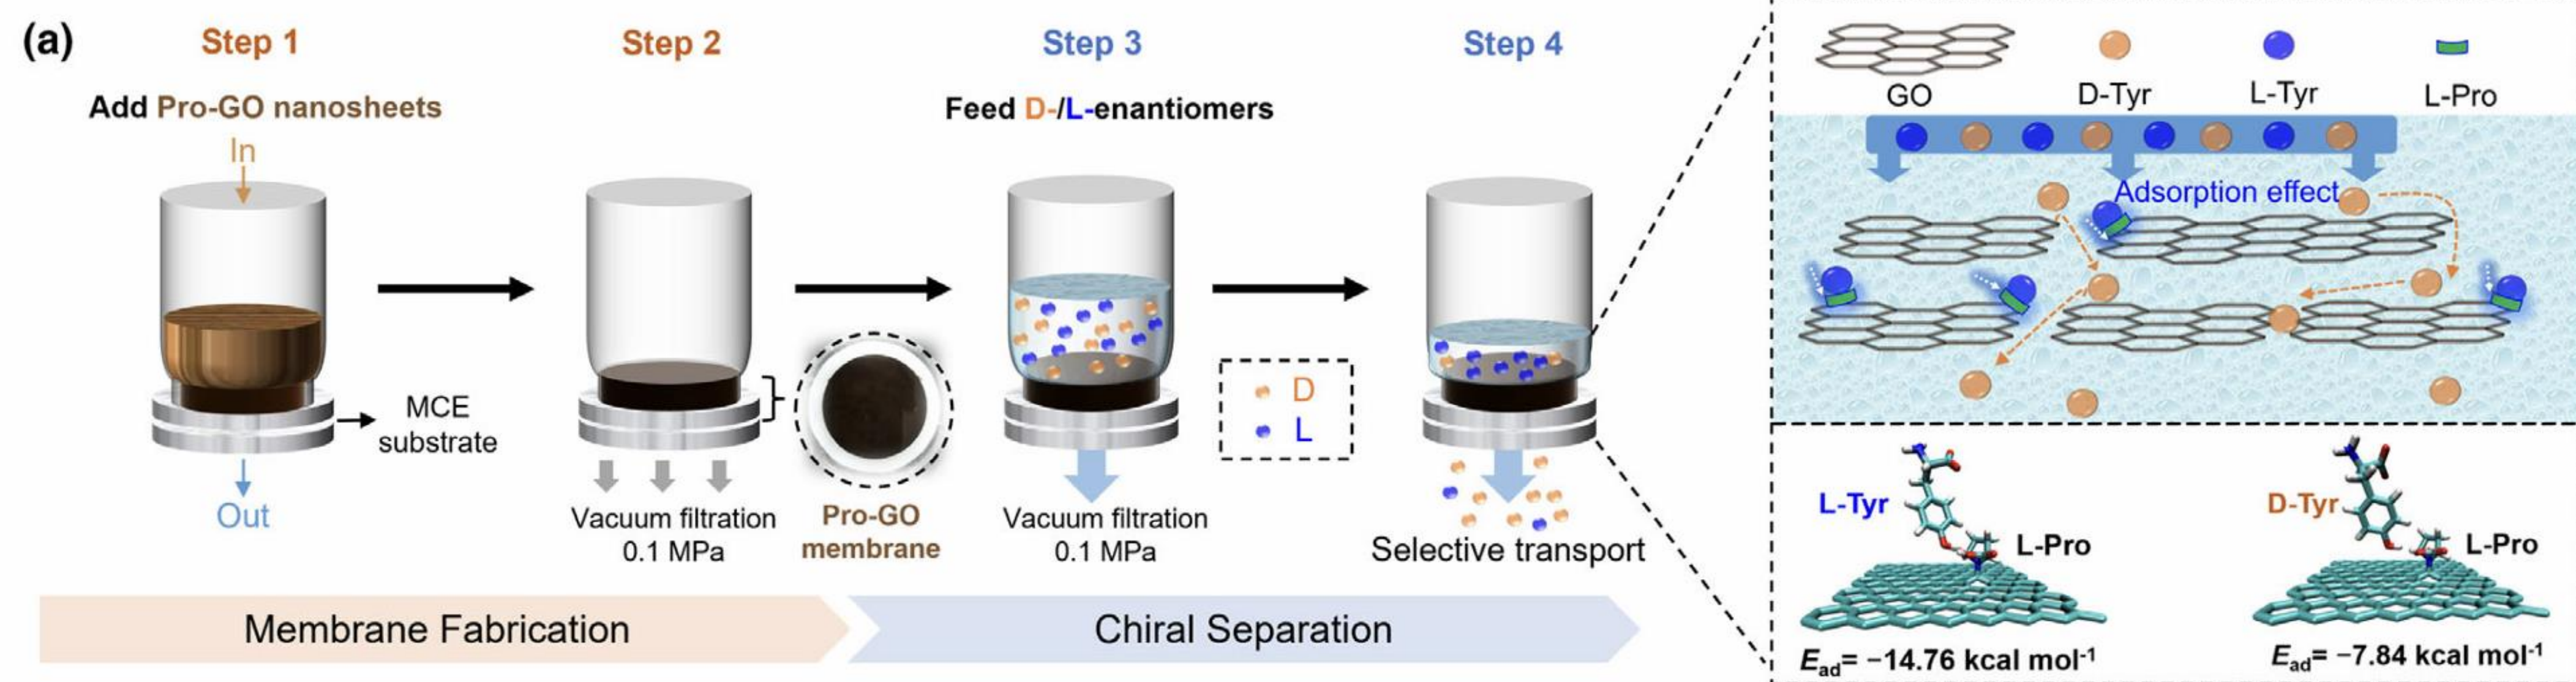 (a)
Step 1
Step 2
Step 3
Step 4
Add Pro-GO nanosheets
Feed D-/L-enantiomers
In
MCE
substrate
Out
Vacuum filtration
0.1 MPa
Pro-GO
membrane
Vacuum filtration
0.1 MPa
D
L
Selective transport
Membrane Fabrication
Chiral Separation
GO
D-Tyr
L-Tyr
L-Pro
Adsorption effect
L-Tyr
L-Pro
D-Tyr
L-Pro
Ead= −14.76 kcal mol-1
Ead= −7.84 kcal mol-1